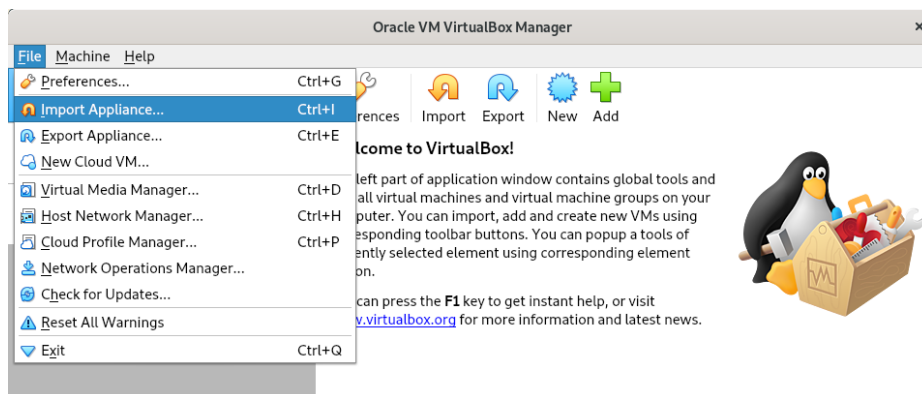 Oracle VM VirtualBox Manager
File Machine Help
Preferences... Ctrl+G
Import Appliance... Ctrl+I
Export Appliance... Ctrl+E
New Cloud VM...
Virtual Media Manager... Ctrl+D
Host Network Manager... Ctrl+H
Cloud Profile Manager... Ctrl+P
Network Operations Manager...
Check for Updates...
Reset All Warnings
Exit Ctrl+Q
rences Import Export New Add
lcome to VirtualBox!
left part of application window contains global tools and
all virtual machines and virtual machine groups on your
puter. You can import, add and create new VMs using
esponding toolbar buttons. You can popup a tools of
ently selected element using corresponding element
on.
can press the F1 key to get instant help, or visit
w.virtualbox.org for more information and latest news.